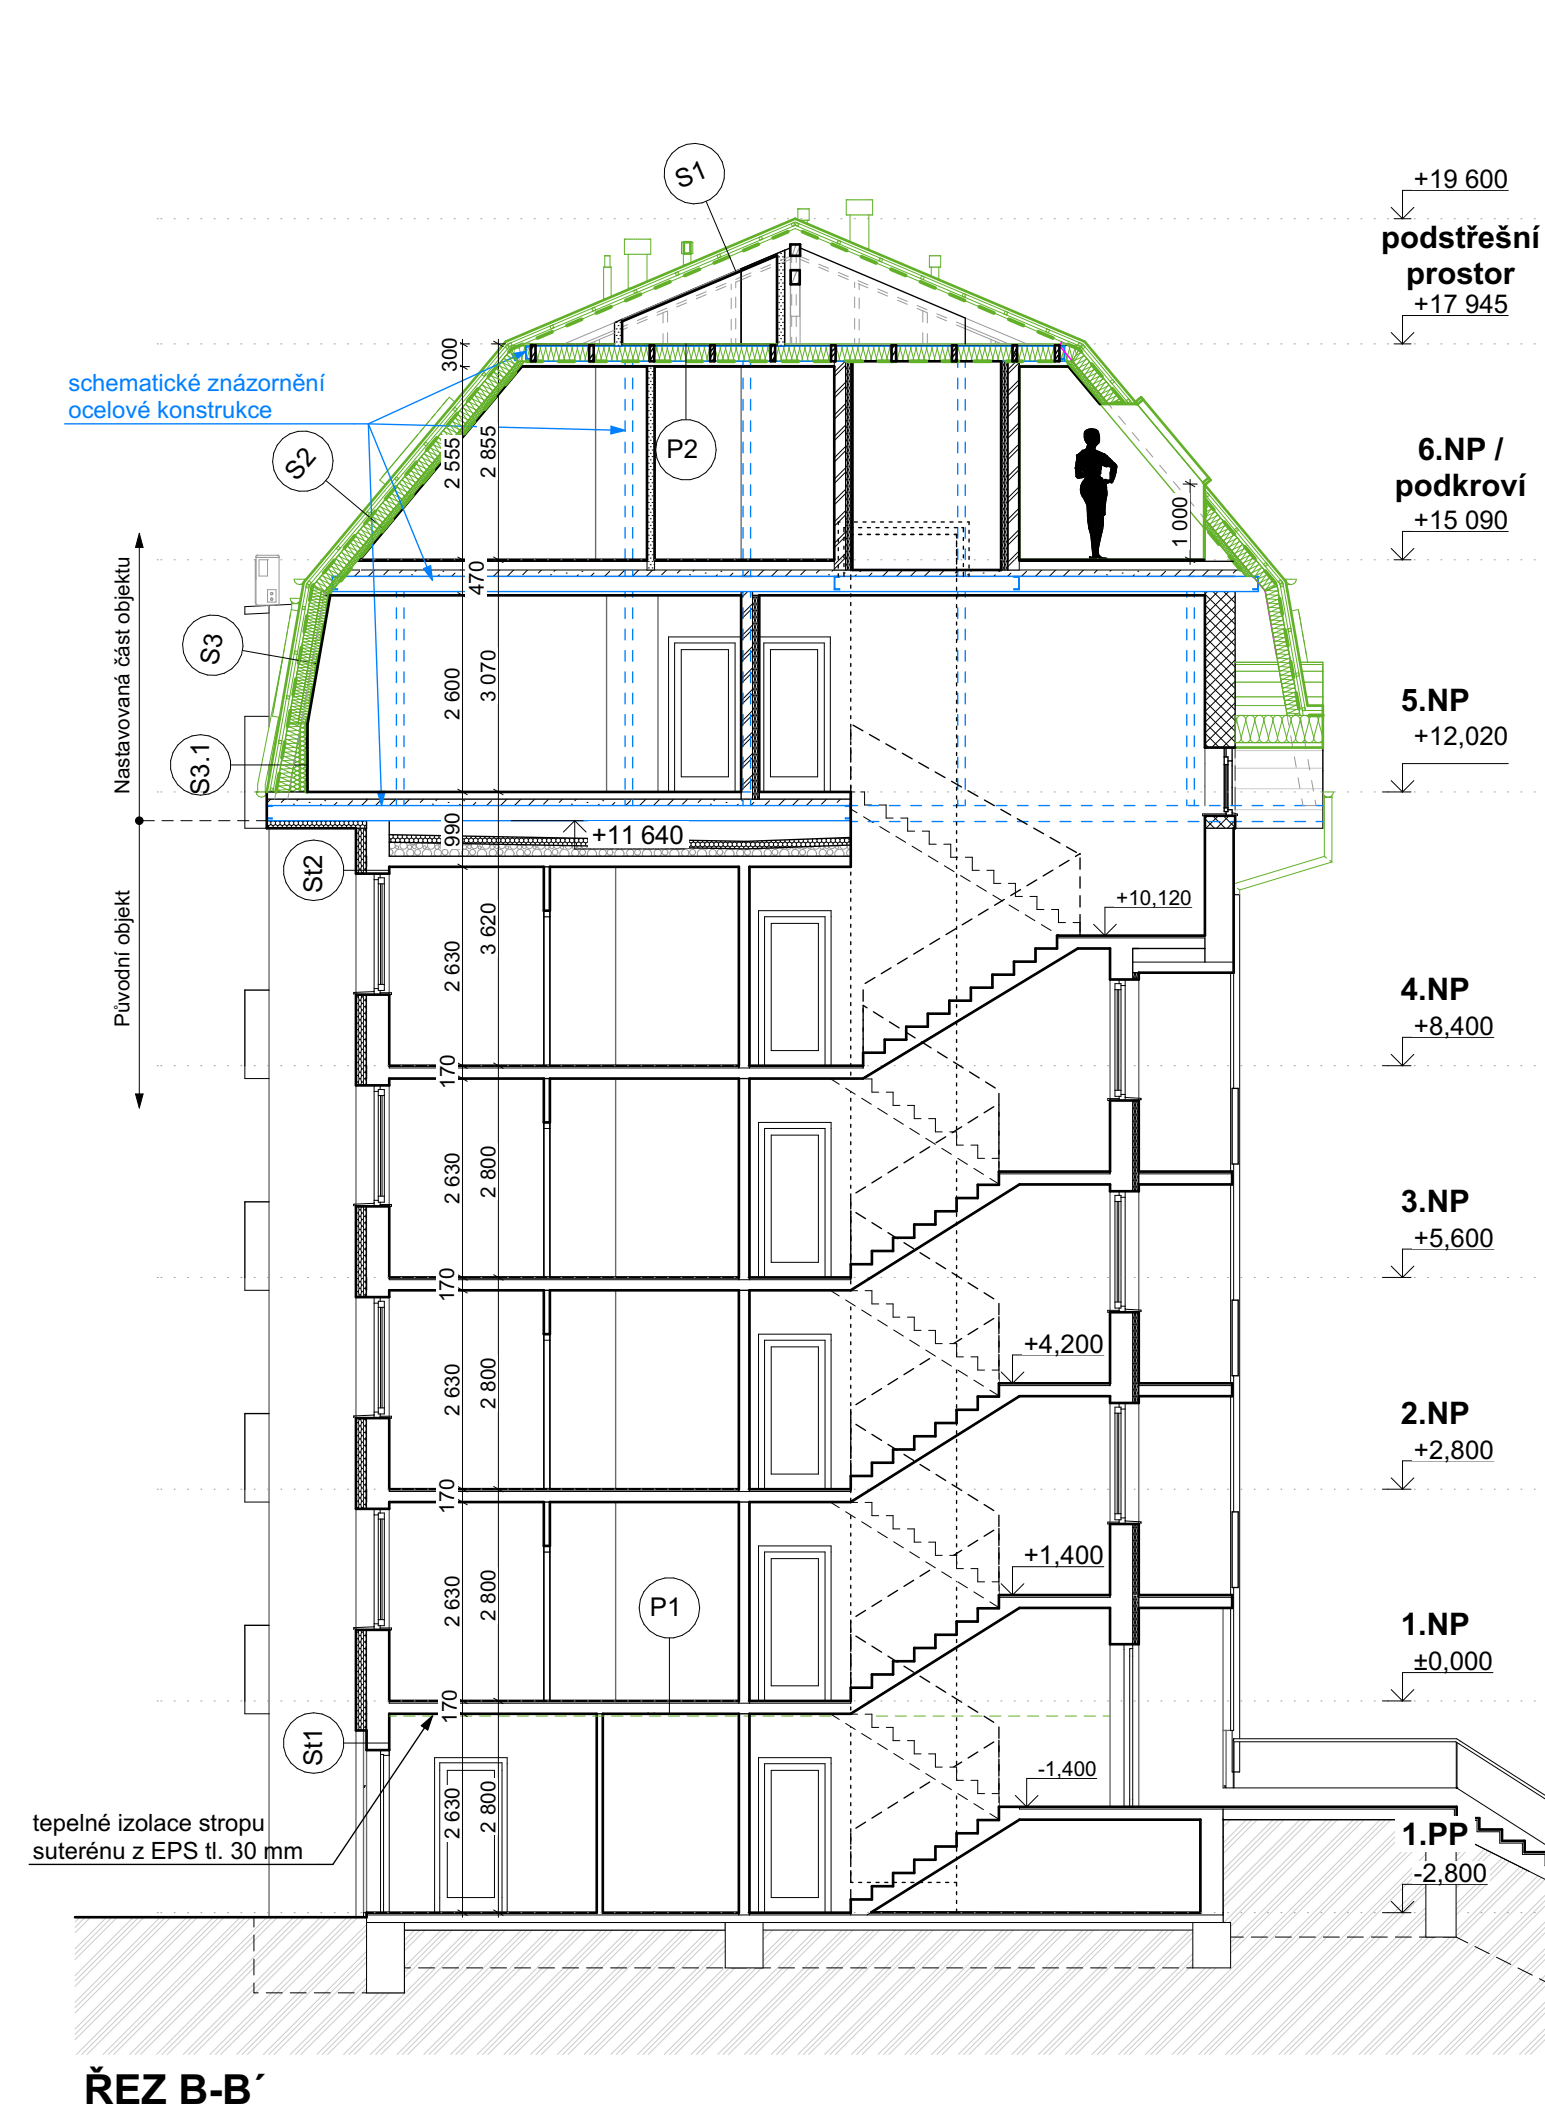 S1
+19 600
podstřešní
prostor
+17 945
300
schematické znázornění
ocelové konstrukce
S2
2 555
2 855
P2
6.NP /
podkroví
+15 090
1 000
470
Nastavovaná část objektu
S3
2 600
3 070
5.NP
+12,020
S3.1
990
+11 640
St2
Původní objekt
+10,120
2 630
3 620
4.NP
+8,400
170
2 630
2 800
3.NP
+5,600
170
2 630
2 800
+4,200
2.NP
+2,800
170
2 630
2 800
+1,400
P1
1.NP
±0,000
170
St1
-1,400
2 630
2 800
tepelné izolace stropu
suterénu z EPS tl. 30 mm
1.PP
-2,800
ŘEZ B-B´